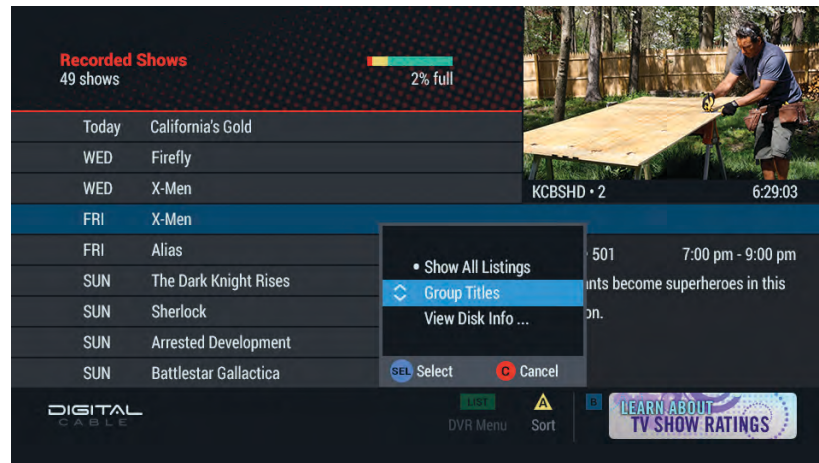 Recorded Shows
49 shows
2% full
Today California's Gold
WED Firefly
WED X-Men
KCBSHD • 2 6:29:03
FRI X-Men
FRI Alias
501 7:00 pm - 9:00 pm
• Show All Listings
nts become superheroes in this
SUN The Dark Knight Rises
Group Titles
on.
SUN Sherlock
View Disk Info ...
SUN Arrested Development
SUN Battlestar Gallactica
SEL Select C Cancel
DIGITAL
CABLE
LIST
DVR Menu
A
Sort
B
LEARN ABOUT
TV SHOW RATINGS